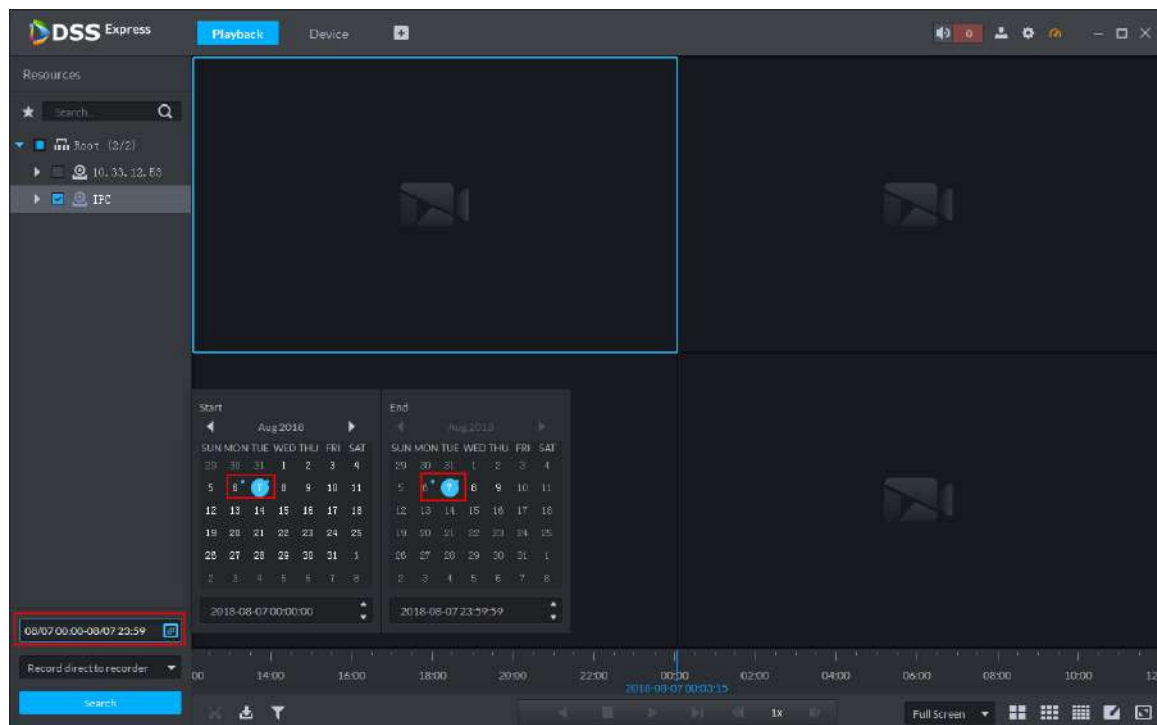 DSS Express
Playback Device
0
Resources
Search...
Root (2/2)
10.33.12.53
IPC
Start
Aug 2018
SUN MON TUE WED THU FRI SAT
29 30 31 1 2 3 4
5 6 7 8 9 10 11
12 13 14 15 16 17 18
19 20 21 22 23 24 25
26 27 28 29 30 31 1
2 3 4 5 6 7 8
2018-08-07 00:00:00
End
Aug 2018
SUN MON TUE WED THU FRI SAT
29 30 31 1 2 3 4
5 6 7 8 9 10 11
12 13 14 15 16 17 18
19 20 21 22 23 24 25
26 27 28 29 30 31 1
2 3 4 5 6 7 8
2018-08-07 23:59:59
08/07 00:00-08/07 23:59
Record direct to recorder
Search
00 14:00 16:00 18:00 20:00 22:00 00:00 02:00 04:00 06:00 08:00 10:00 12
2018-08-07 00:03:15
1x
Full Screen